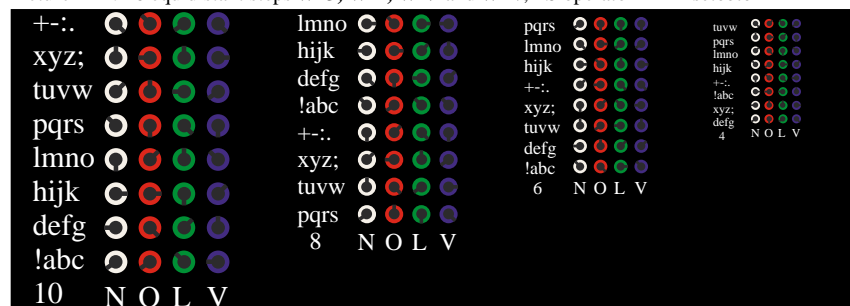 +-:.
xyz;
tuvw
pqrs
lmno
hijk
defg
!abc
10 N O L V
lmno
hijk
defg
!abc
+-:.
xyz;
tuvw
pqrs
8 N O L V
pqrs
lmno
hijk
+-:.
xyz;
tuvw
defg
!abc
6 N O L V
tuvw
pqrs
lmno
hijk
+-:.
!abc
xyz;
defg
4 N O L V